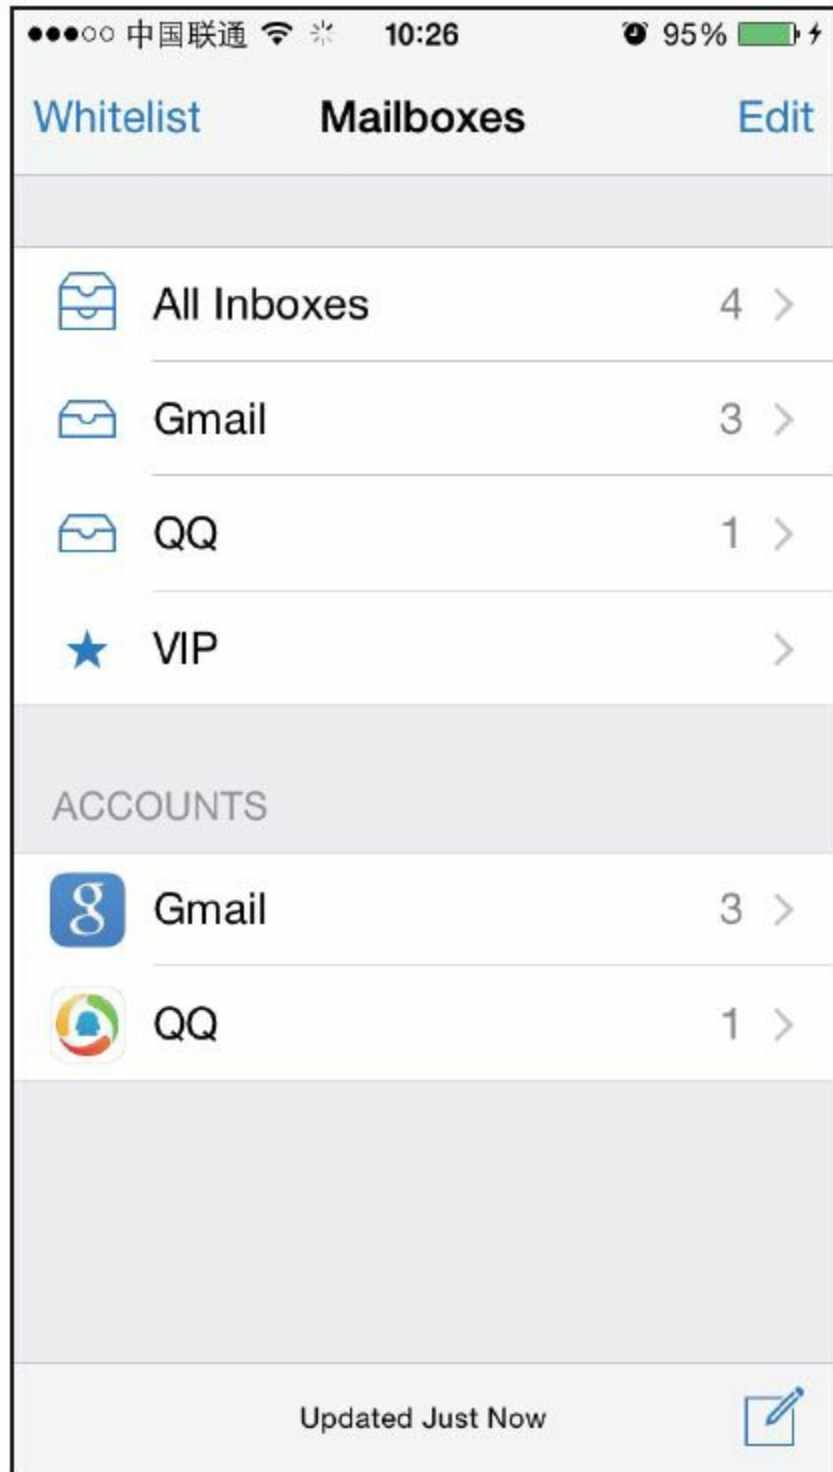 中国联通 10:26 95%
Whitelist Mailboxes Edit
All Inboxes 4
Gmail 3
QQ 1
VIP
ACCOUNTS
Gmail 3
QQ 1
Updated Just Now